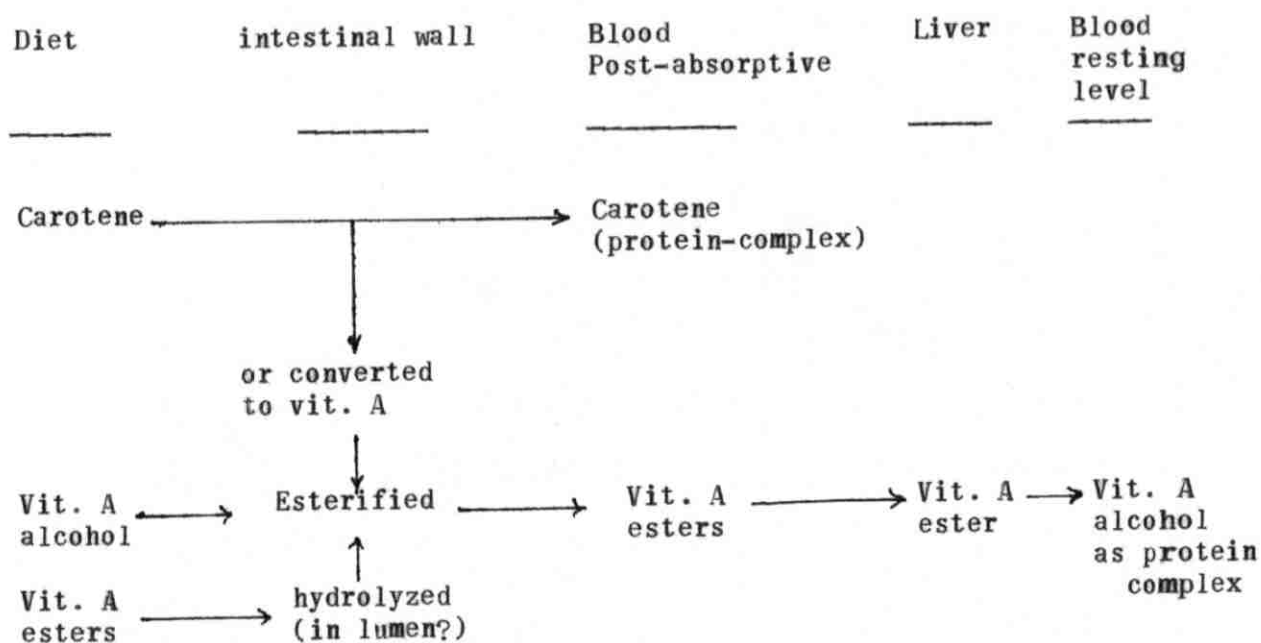 Diet
intestinal wall
Blood
Post-absorptive
Liver
Blood
resting
level
Carotene
Carotene
(protein-complex)
or converted
to vit. A
Vit. A
alcohol
Esterified
Vit. A
esters
Vit. A
ester
Vit. A
alcohol
as protein
complex
Vit. A
esters
hydrolyzed
(in lumen?)